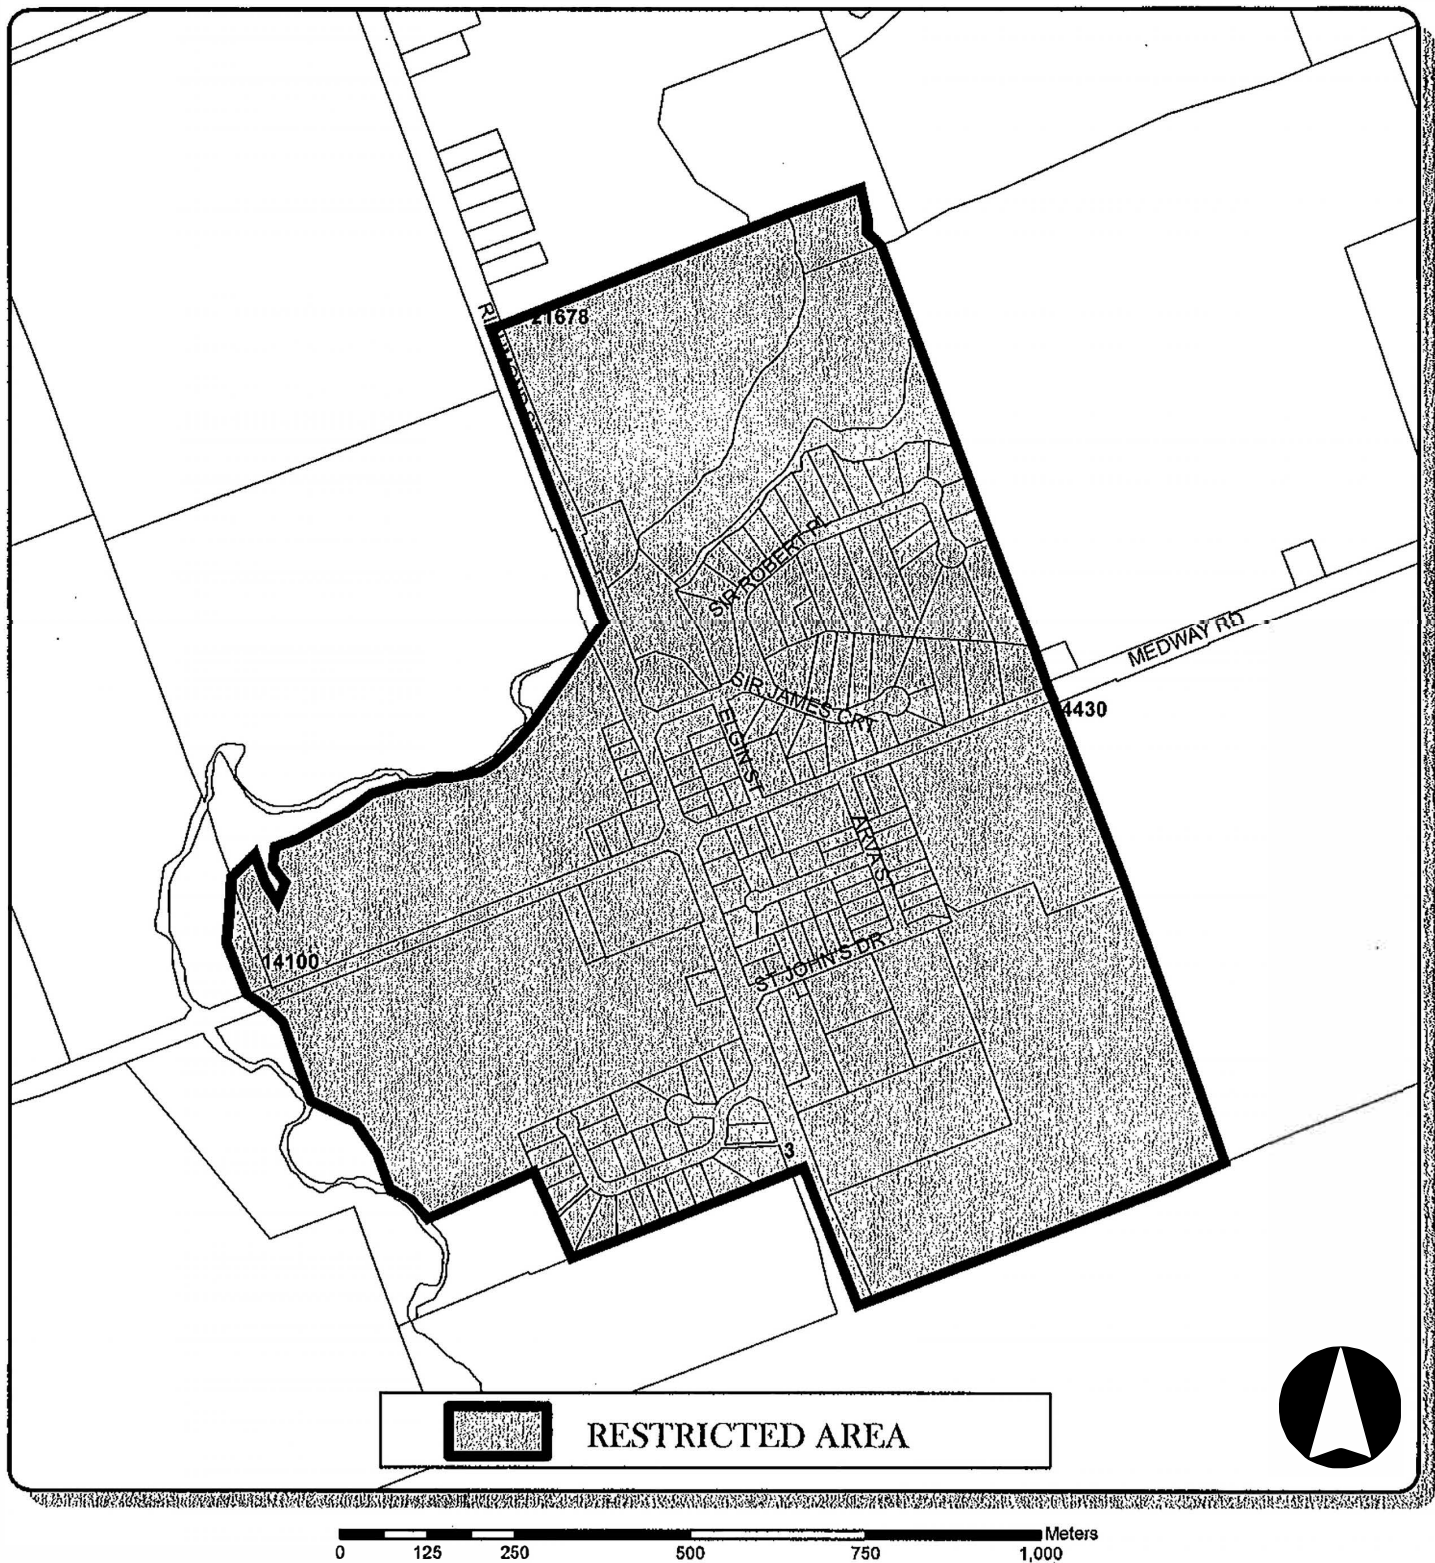 21678
SIR ROBERT PL
MEDWAY RD
SIR JAMES CRT
ELGIN ST
4430
ARVA ST
ST JOHN'S DR
14100
3
RESTRICTED AREA
Meters
0 125 250 500 750 1,000